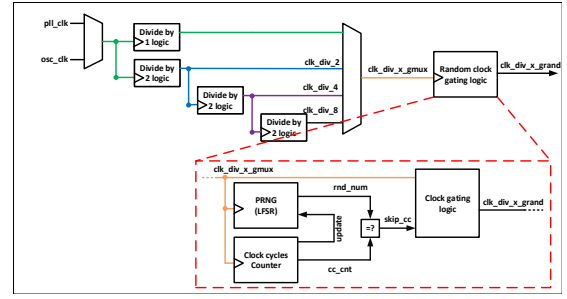 pll_clk
osc_clk
Divide by
1 logic
Divide by
2 logic
clk_div_2
Divide by
2 logic
clk_div_4
Divide by
2 logic
clk_div_8
clk_div_x_gmux
Random clock
gating logic
clk_div_x_grand
clk_div_x_gmux
PRNG
(LFSR)
rnd_num
update
Clock cycles
Counter
cc_cnt
=?
skip_cc
Clock gating
logic
clk_div_x_grand